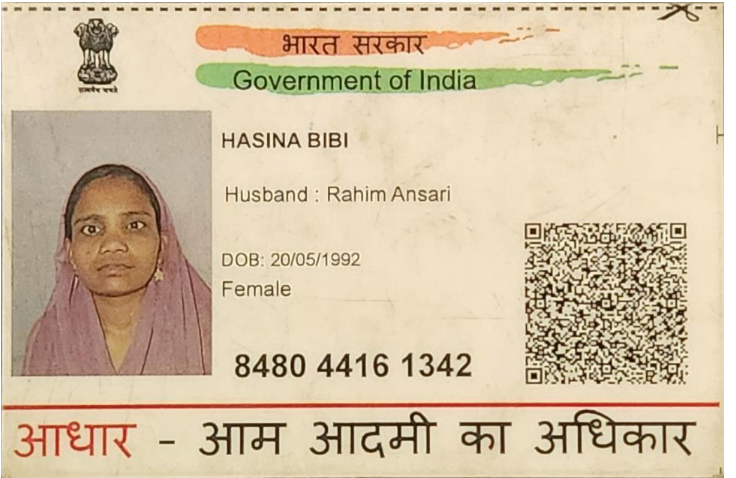 भारत सरकार
Government of India
सत्यमेव जयते
HASINA BIBI
Husband : Rahim Ansari
DOB: 20/05/1992
Female
8480 4416 1342
आधार - आम आदमी का अधिकार